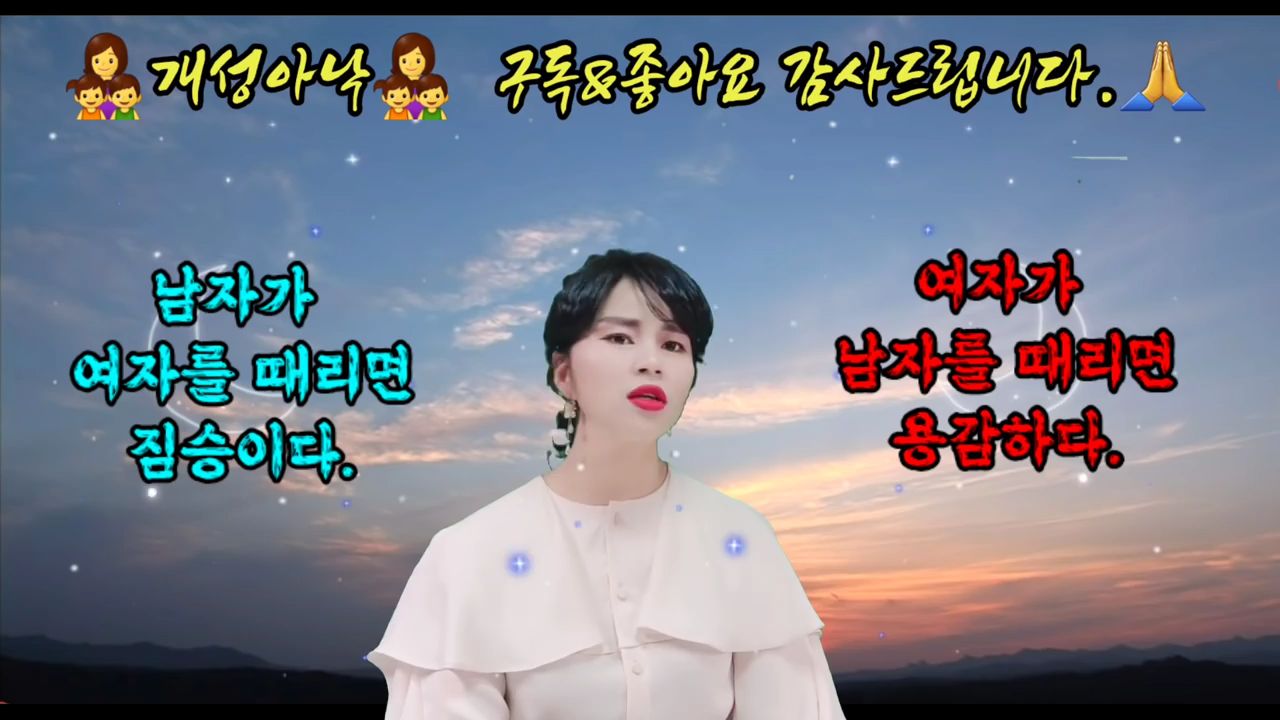 개성아낙 구독&좋아요 감사드립니다.
남자가
여자를 때리면
짐승이다.
여자가
남자를 때리면
용감하다.